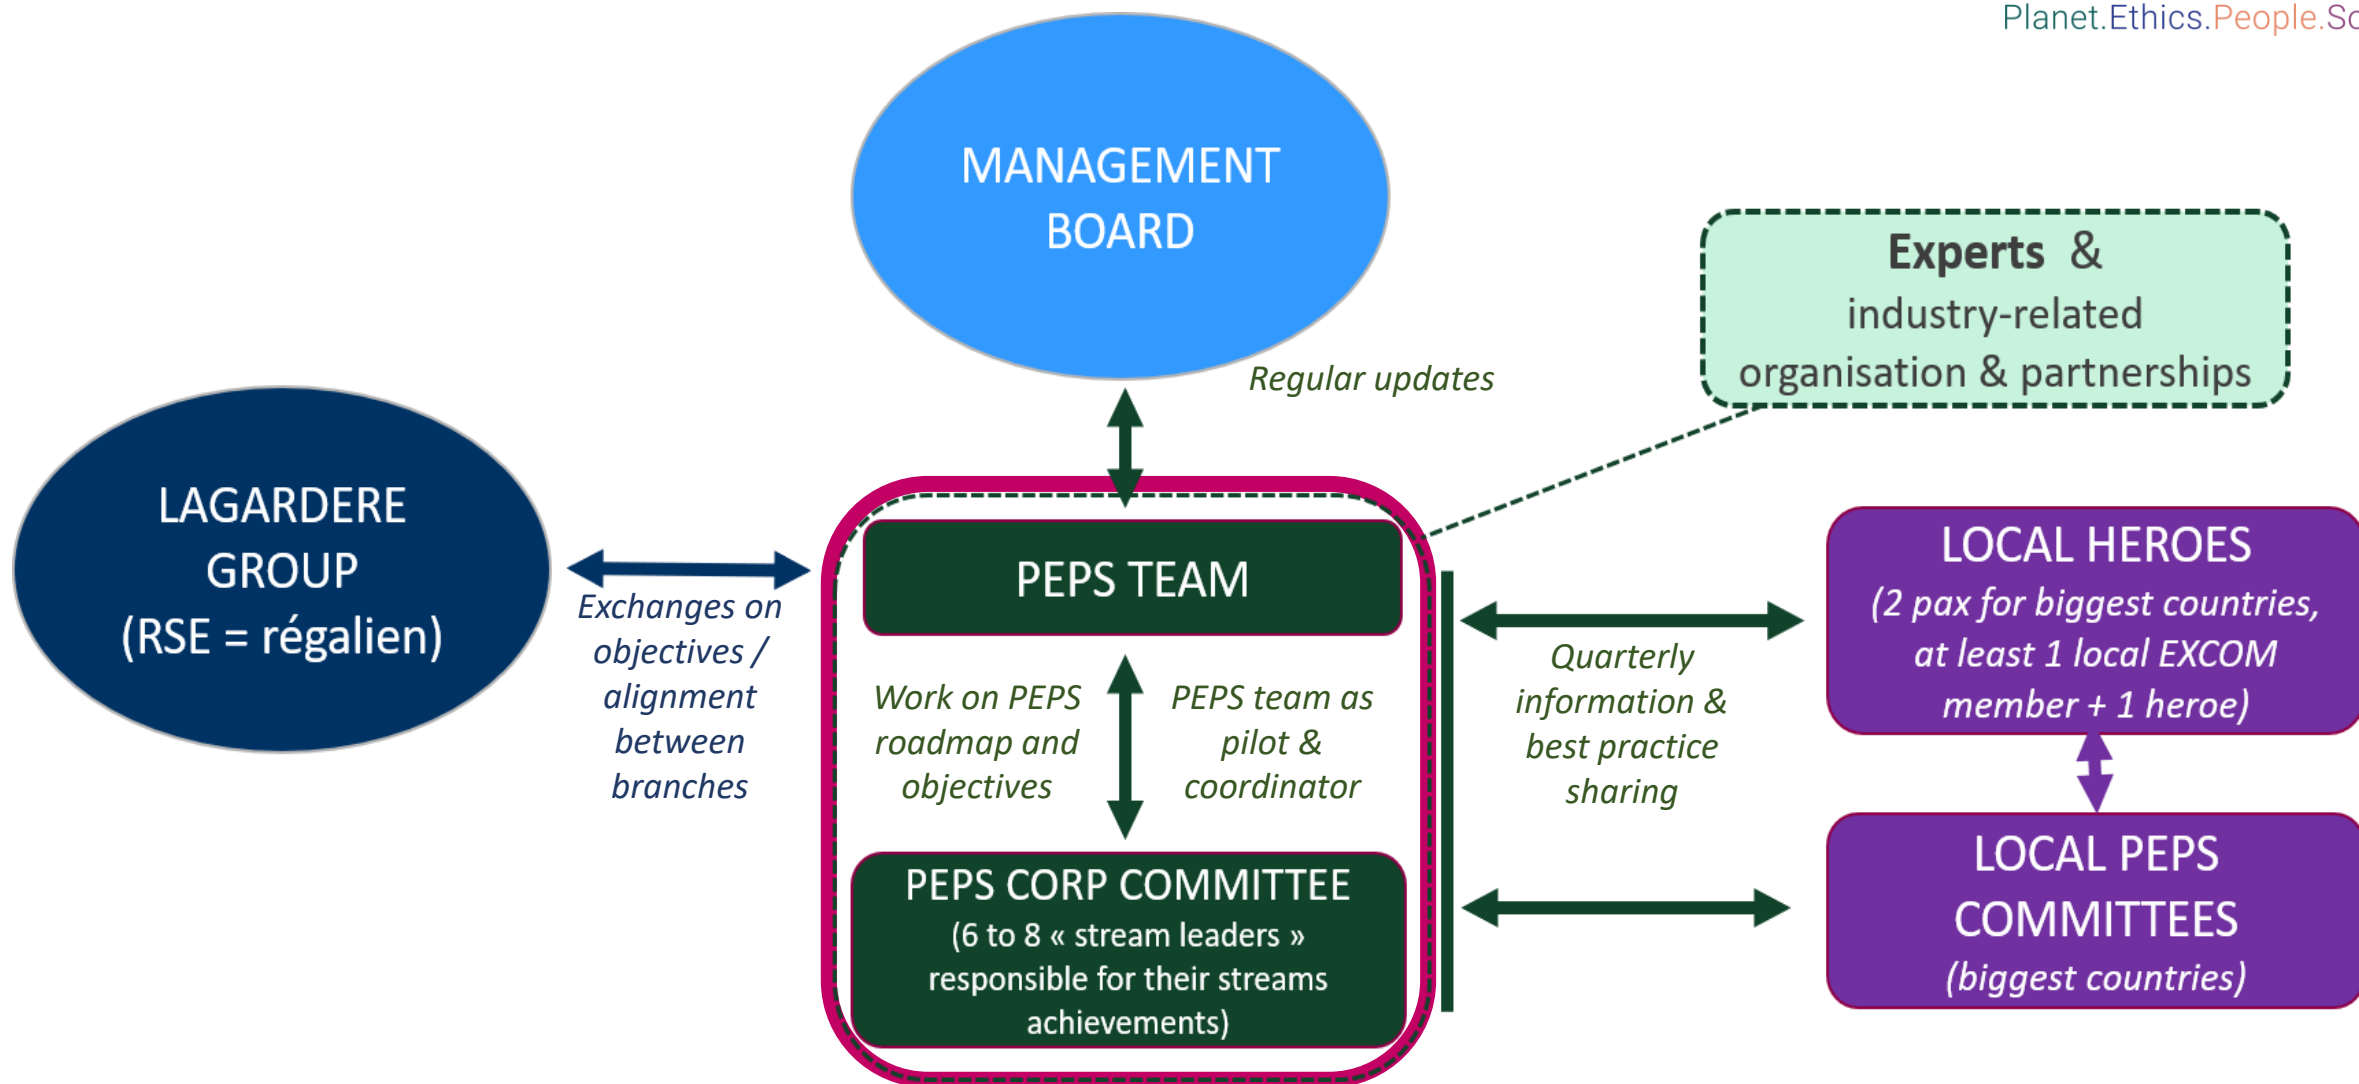 Planet.Ethics.People.So
MANAGEMENT
BOARD
Experts &
industry-related
organisation & partnerships
Regular updates
LAGARDERE
GROUP
(RSE = régalien)
Exchanges on
objectives /
alignment
between
branches
PEPS TEAM
Work on PEPS
roadmap and
objectives
PEPS team as
pilot &
coordinator
PEPS CORP COMMITTEE
(6 to 8 « stream leaders »
responsible for their streams
achievements)
Quarterly
information &
best practice
sharing
LOCAL HEROES
(2 pax for biggest countries,
at least 1 local EXCOM
member + 1 heroe)
LOCAL PEPS
COMMITTEES
(biggest countries)